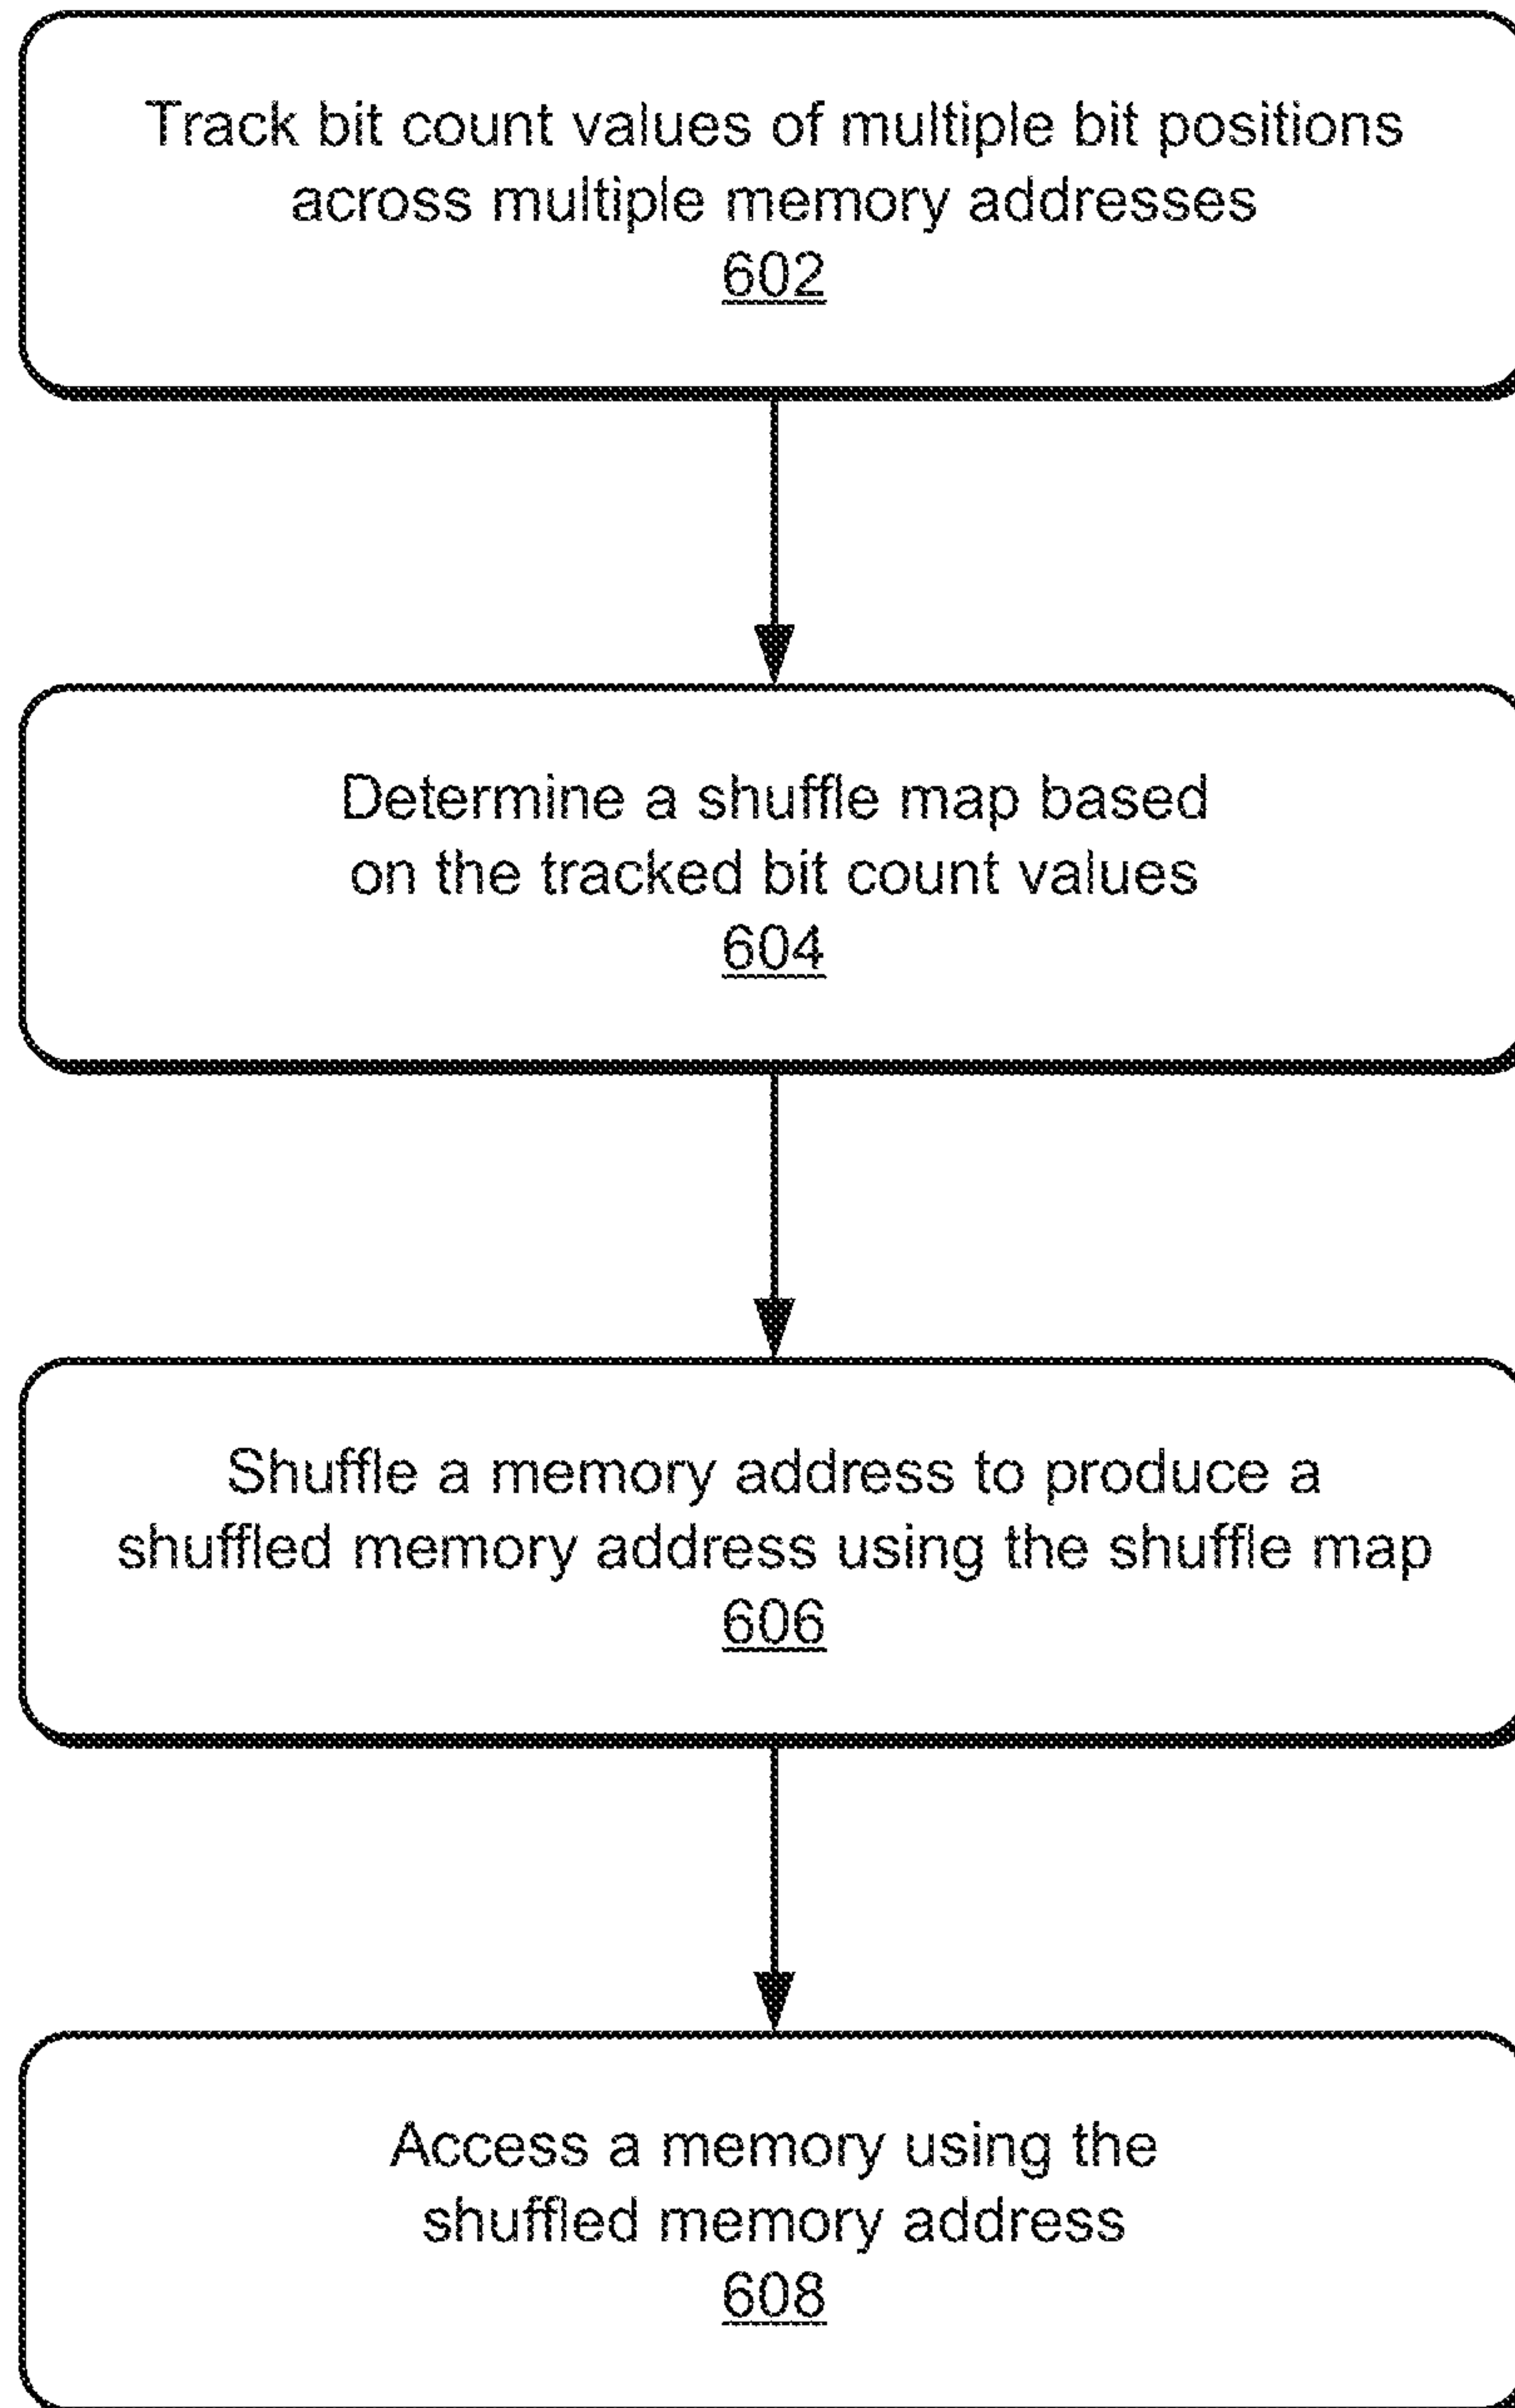 Track bit count values of multiple bit positions
across multiple memory addresses
602
Determine a shuffle map based
on the tracked bit count values
604
Shuffle a memory address to produce a
shuffled memory address using the shuffle map
606
Access a memory using the
shuffled memory address
608